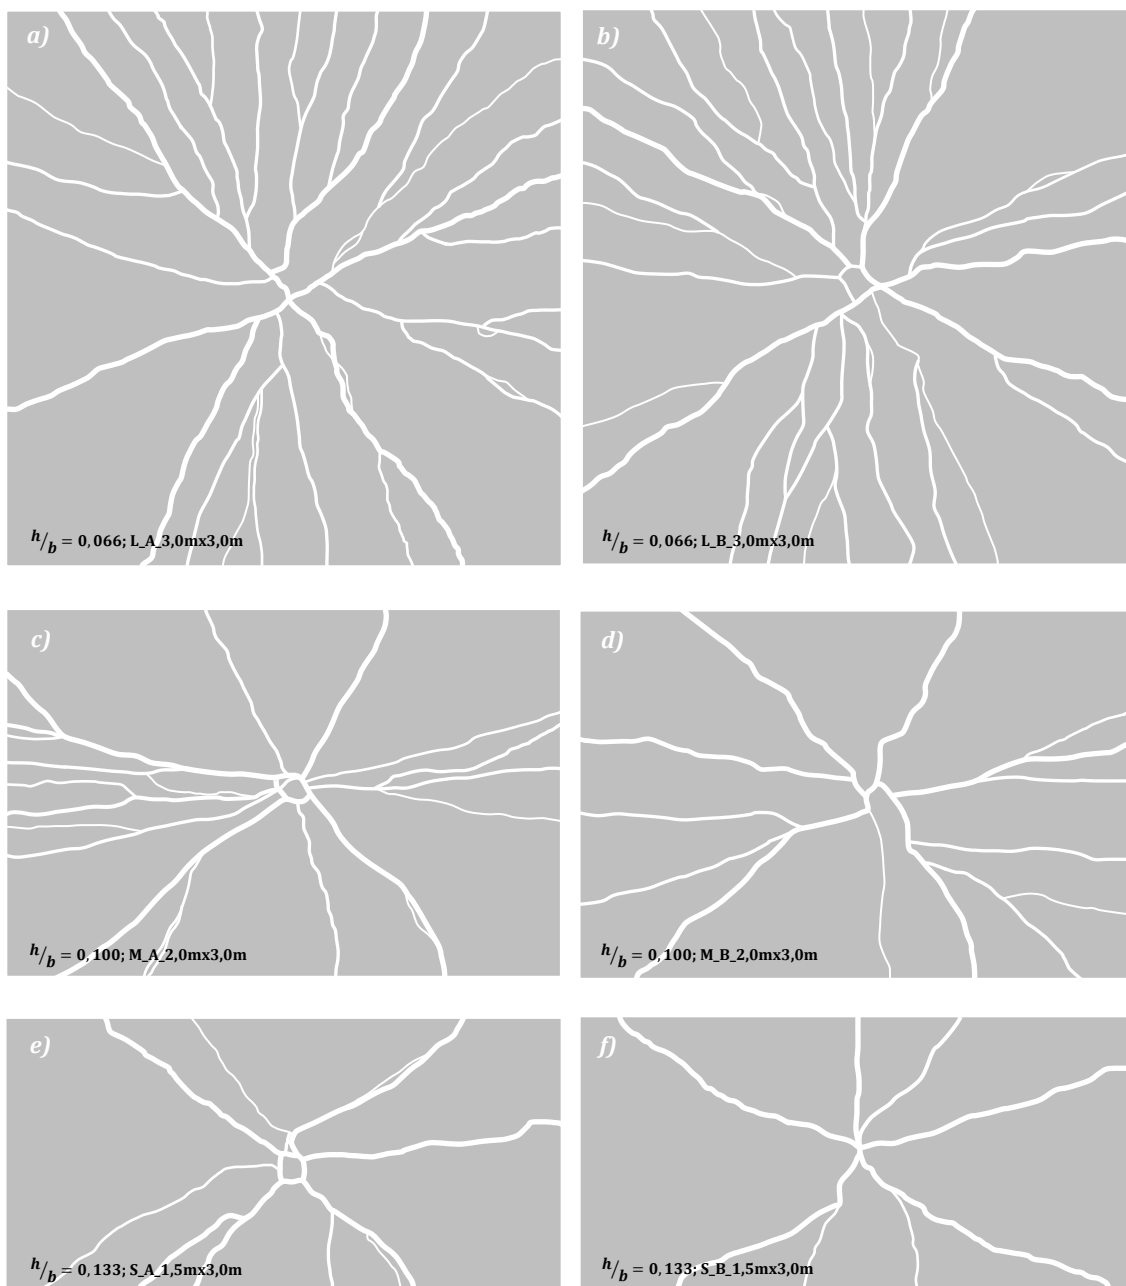 a)
b)
h/b = 0,066; L_A_3,0mx3,0m
h/b = 0,066; L_B_3,0mx3,0m
c)
d)
h/b = 0,100; M_A_2,0mx3,0m
h/b = 0,100; M_B_2,0mx3,0m
e)
f)
h/b = 0,133; S_A_1,5mx3,0m
h/b = 0,133; S_B_1,5mx3,0m